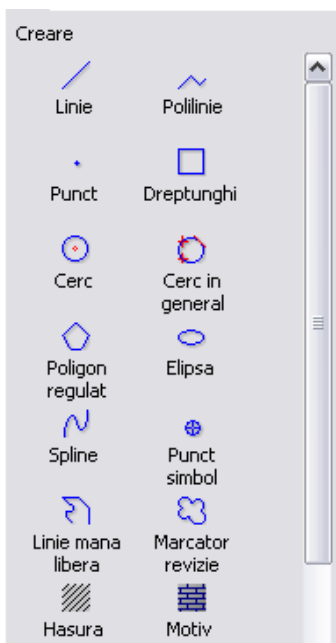 Creare
Linie
Polilinie
Punct
Dreptunghi
Cerc
Cerc in
general
Poligon
regulat
Elipsa
Spline
Punct
simbol
Linie mana
libera
Marcator
revizie
Hasura
Motiv